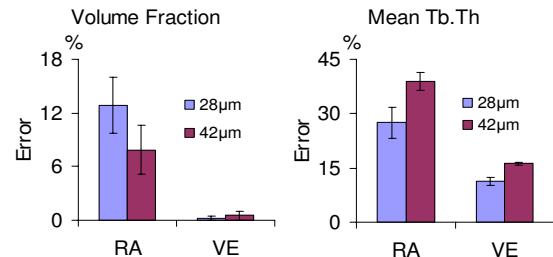 Volume Fraction
%
18
12
6
0
Error
28µm
42µm
RA VE
Mean Tb.Th
%
45
30
15
0
Error
28µm
42µm
RA VE